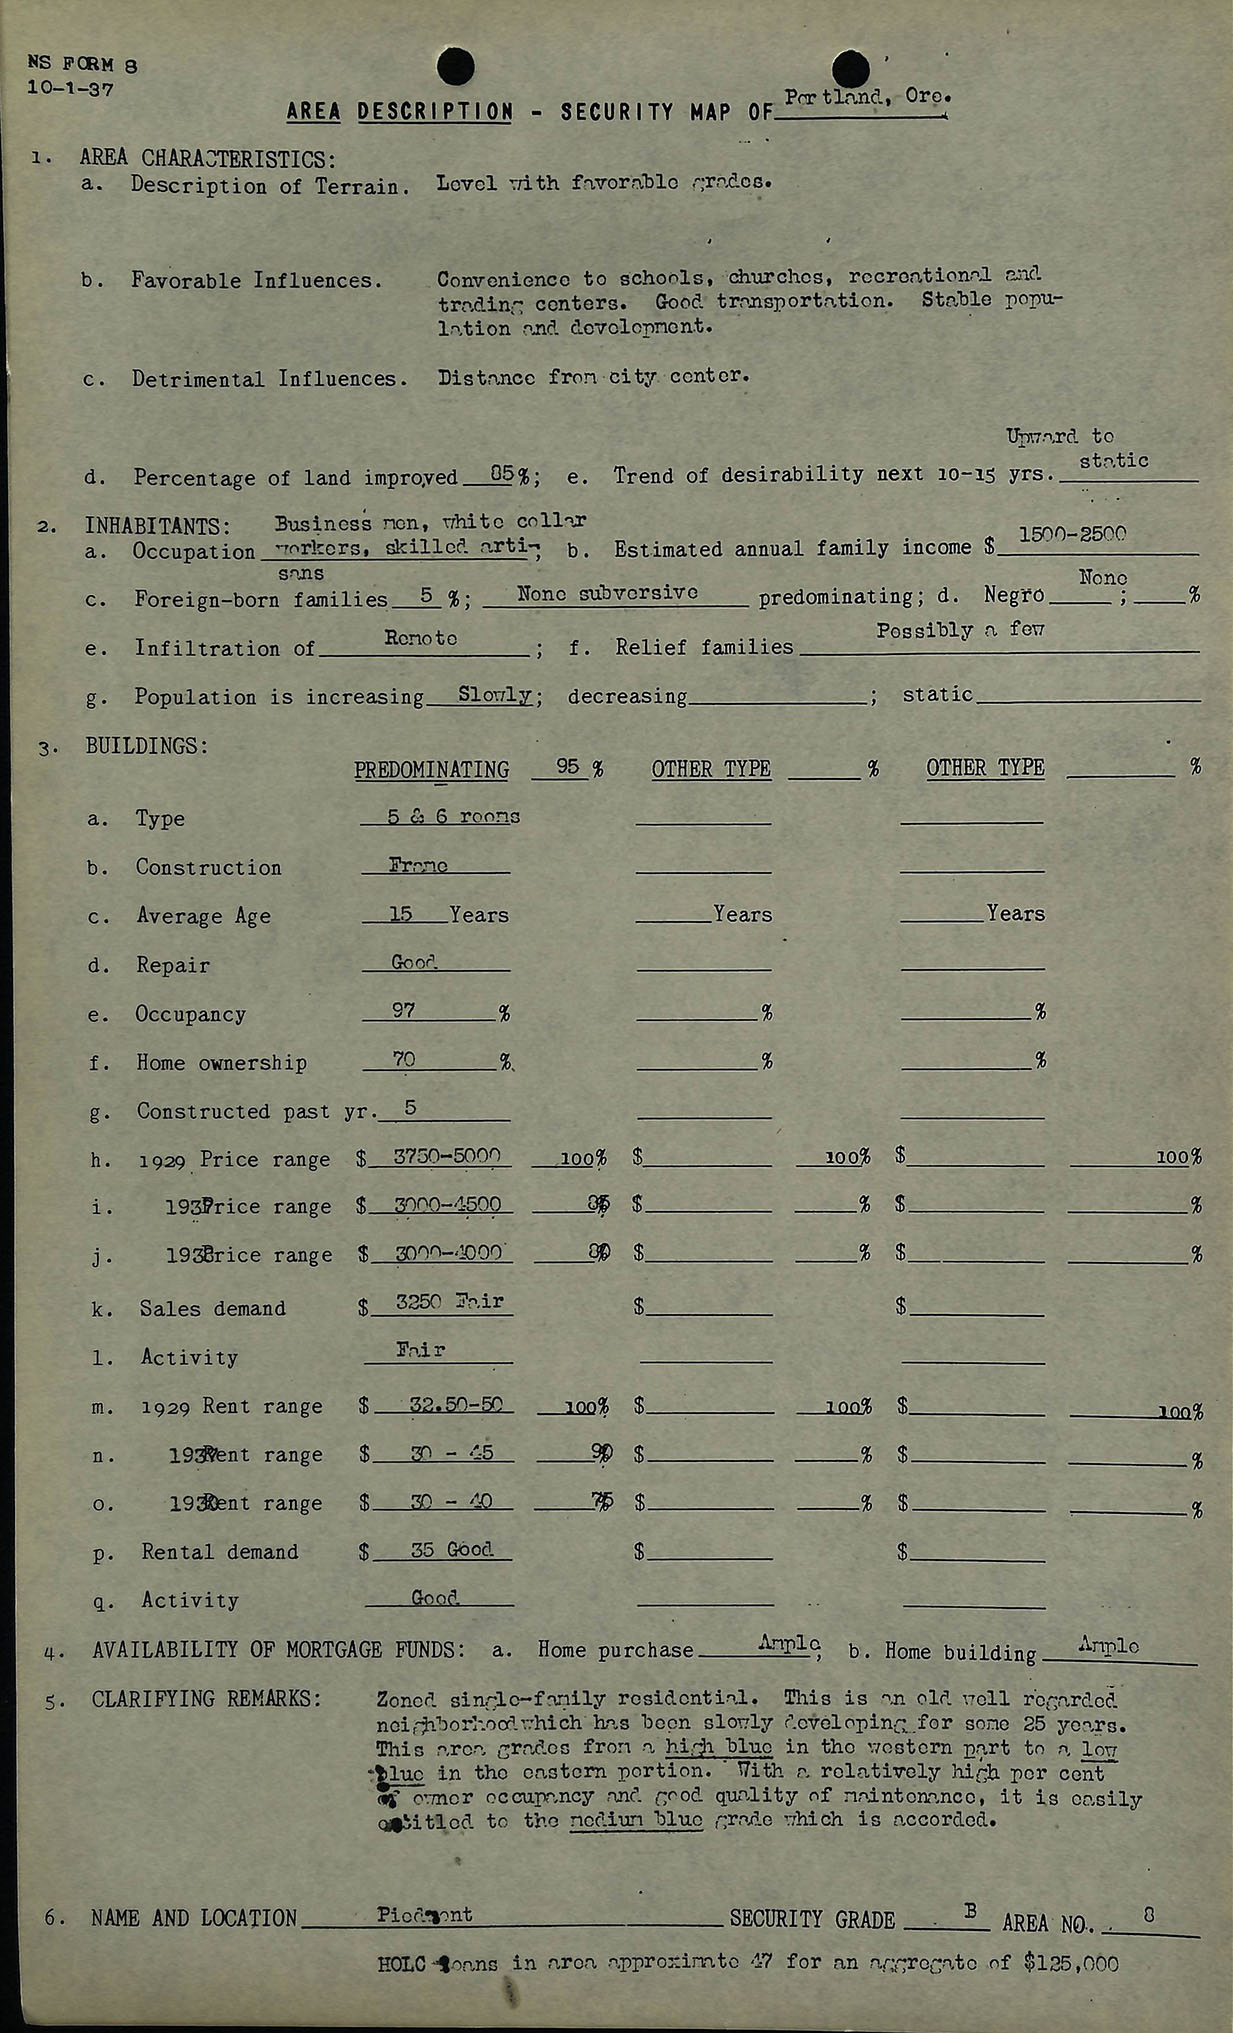 NS FORM 8
10-1-37
AREA DESCRIPTION - SECURITY MAP OF Portland, Ore.
1. AREA CHARACTERISTICS:
a. Description of Terrain. Level with favorable grades.
b. Favorable Influences. Convenience to schools, churches, recreational and
trading centers. Good transportation. Stable popu-
lation and development.
c. Detrimental Influences. Distance from city center.
Upward to
d. Percentage of land improved 85%; e. Trend of desirability next 10-15 yrs. static
2. INHABITANTS: Business men, white collar
a. Occupation workers, skilled arti-; b. Estimated annual family income $ 1500-2500
sans
c. Foreign-born families 5 %; None subversive predominating; d. Negro None ; %
e. Infiltration of Remote ; f. Relief families Possibly a few
g. Population is increasing Slowly; decreasing ; static
3. BUILDINGS:
PREDOMINATING 95 % OTHER TYPE % OTHER TYPE %
a. Type 5 & 6 rooms
b. Construction Frame
c. Average Age 15 Years Years Years
d. Repair Good
e. Occupancy 97 % % %
f. Home ownership 70 % % %
g. Constructed past yr. 5
h. 1929 Price range $ 3750-5000 100% $ 100% $ 100%
i. 1937 Price range $ 3000-4500 85% $ % $ %
j. 1938 Price range $ 3000-4000 80% $ % $ %
k. Sales demand $ 3250 Fair $ $
l. Activity Fair
m. 1929 Rent range $ 32.50-50 100% $ 100% $ 100%
n. 1937 Rent range $ 30 - 45 90% $ % $ %
o. 1938 Rent range $ 30 - 40 75% $ % $ %
p. Rental demand $ 35 Good $ $
q. Activity Good
4. AVAILABILITY OF MORTGAGE FUNDS: a. Home purchase Ample; b. Home building Ample
5. CLARIFYING REMARKS: Zoned single-family residential. This is an old well regarded
neighborhood which has been slowly developing for some 25 years.
This area grades from a high blue in the western part to a low
blue in the eastern portion. With a relatively high per cent
of owner occupancy and good quality of maintenance, it is easily
entitled to the medium blue grade which is accorded.
6. NAME AND LOCATION Piedmont SECURITY GRADE B AREA NO. 8
HOLC loans in area approximate 47 for an aggregate of $125,000